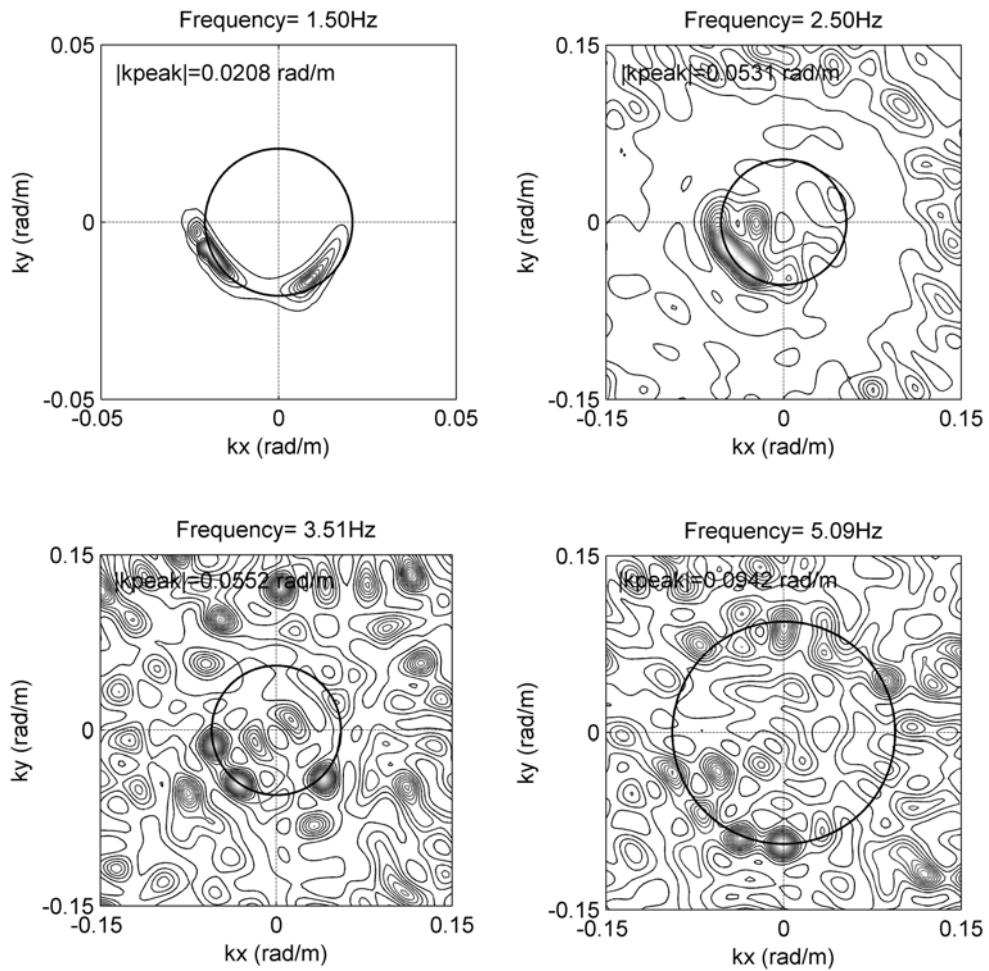 Frequency= 1.50Hz
0.05
|kpeak|=0.0208 rad/m
ky (rad/m)
0
-0.05
-0.05
0
0.05
kx (rad/m)
Frequency= 2.50Hz
0.15
|kpeak|=0.0531 rad/m
ky (rad/m)
0
-0.15
-0.15
0
0.15
kx (rad/m)
Frequency= 3.51Hz
0.15
|kpeak|=0.0552 rad/m
ky (rad/m)
0
-0.15
-0.15
0
0.15
kx (rad/m)
Frequency= 5.09Hz
0.15
|kpeak|=0.0942 rad/m
ky (rad/m)
0
-0.15
-0.15
0
0.15
kx (rad/m)